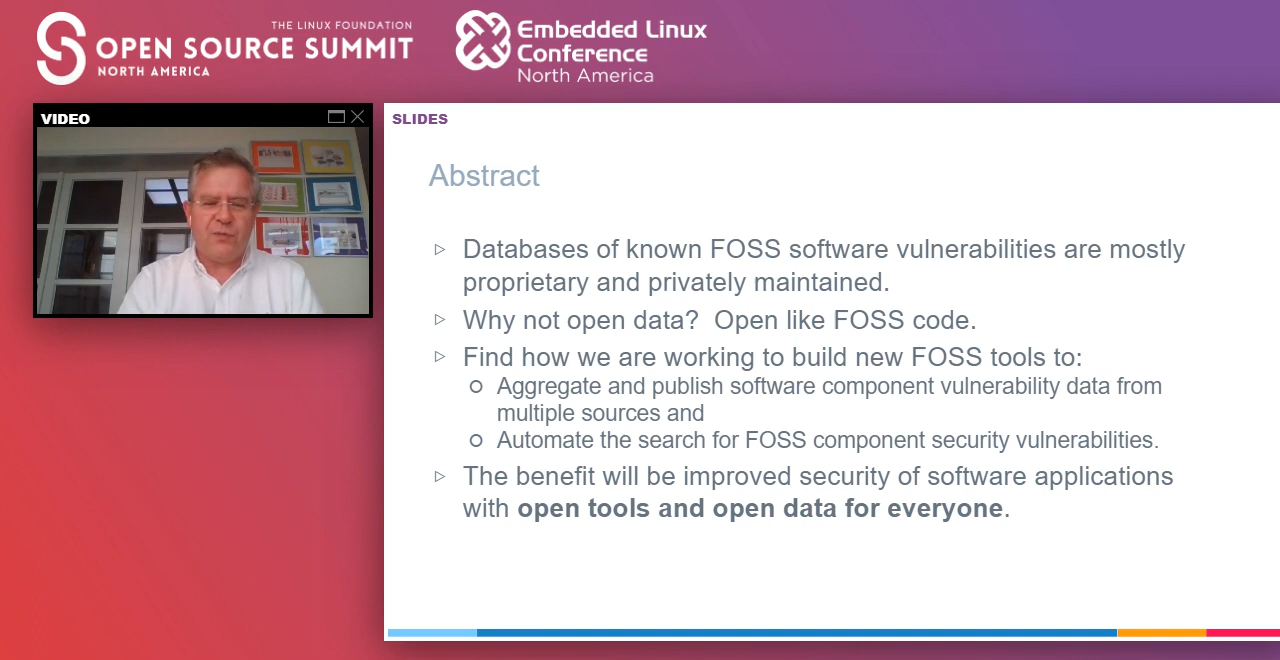 THE LINUX FOUNDATION
OPEN SOURCE SUMMIT
NORTH AMERICA
Embedded Linux
Conference
North America
VIDEO
SLIDES
Abstract
Databases of known FOSS software vulnerabilities are mostly
proprietary and privately maintained.
Why not open data?  Open like FOSS code.
Find how we are working to build new FOSS tools to:
Aggregate and publish software component vulnerability data from
multiple sources and
Automate the search for FOSS component security vulnerabilities.
The benefit will be improved security of software applications
with open tools and open data for everyone.